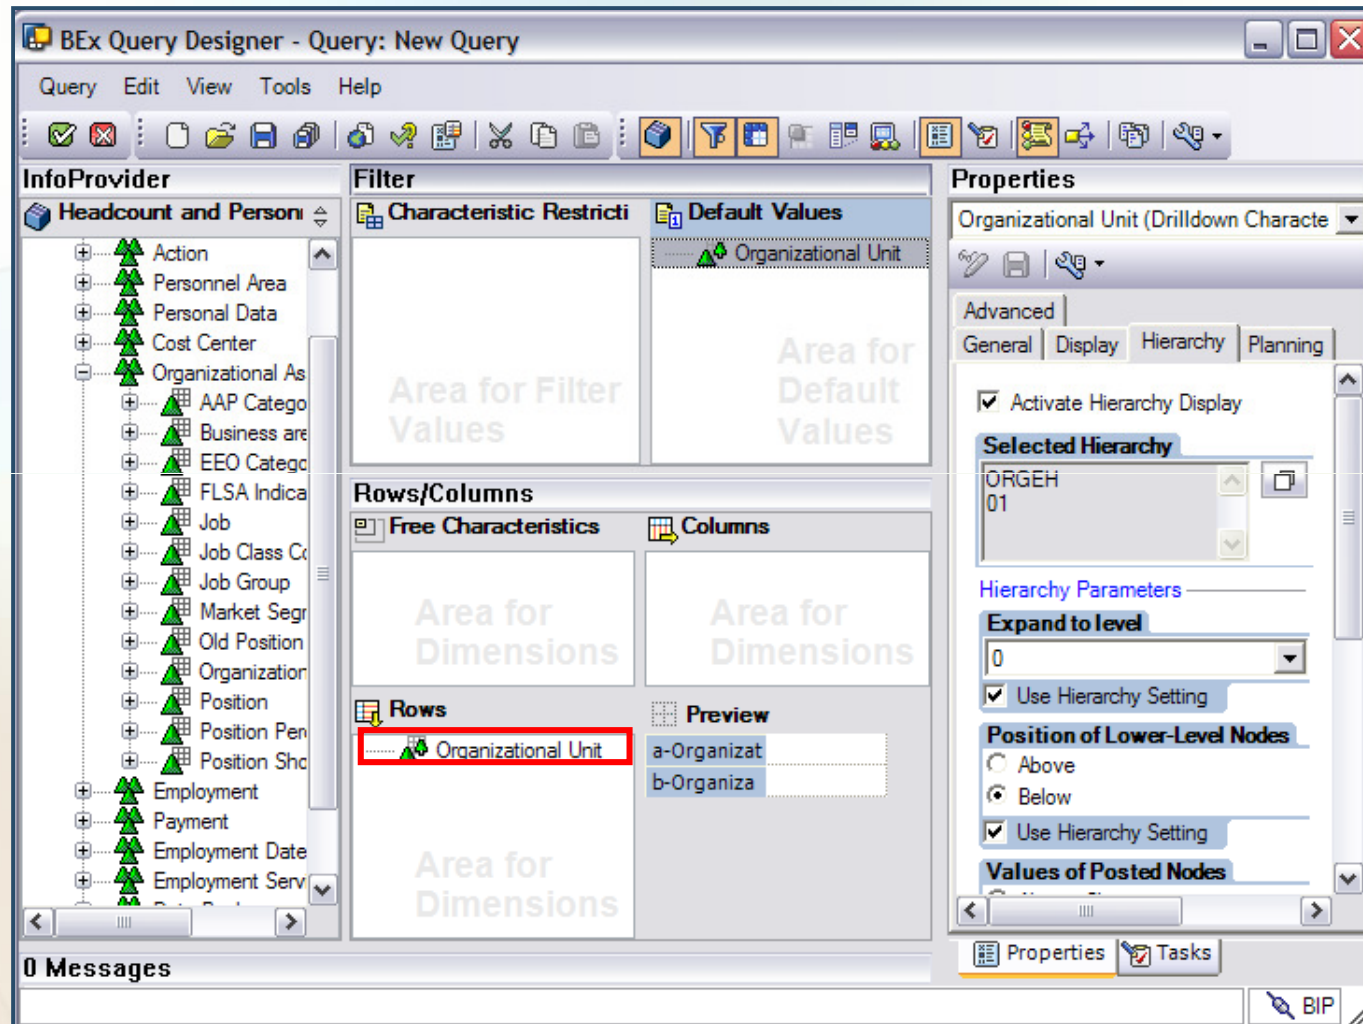 BEx Query Designer - Query: New Query
Query Edit View Tools Help
InfoProvider
Headcount and Person
Action
Personnel Area
Personal Data
Cost Center
Organizational As
AAP Catego
Business are
EEO Catego
FLSA Indica
Job
Job Class Co
Job Group
Market Segr
Old Position
Organization
Position
Position Per
Position Sho
Employment
Payment
Employment Date
Employment Serv
Filter
Characteristic Restricti
Area for Filter
Values
Default Values
Organizational Unit
Area for
Default
Values
Rows/Columns
Free Characteristics
Area for
Dimensions
Columns
Area for
Dimensions
Rows
Organizational Unit
Area for
Dimensions
Preview
a-Organizat
b-Organiza
Properties
Organizational Unit (Drilldown Characte
Advanced
General Display Hierarchy Planning
Activate Hierarchy Display
Selected Hierarchy
ORGEH
01
Hierarchy Parameters
Expand to level
0
Use Hierarchy Setting
Position of Lower-Level Nodes
Above
Below
Use Hierarchy Setting
Values of Posted Nodes
Properties Tasks
0 Messages
BIP